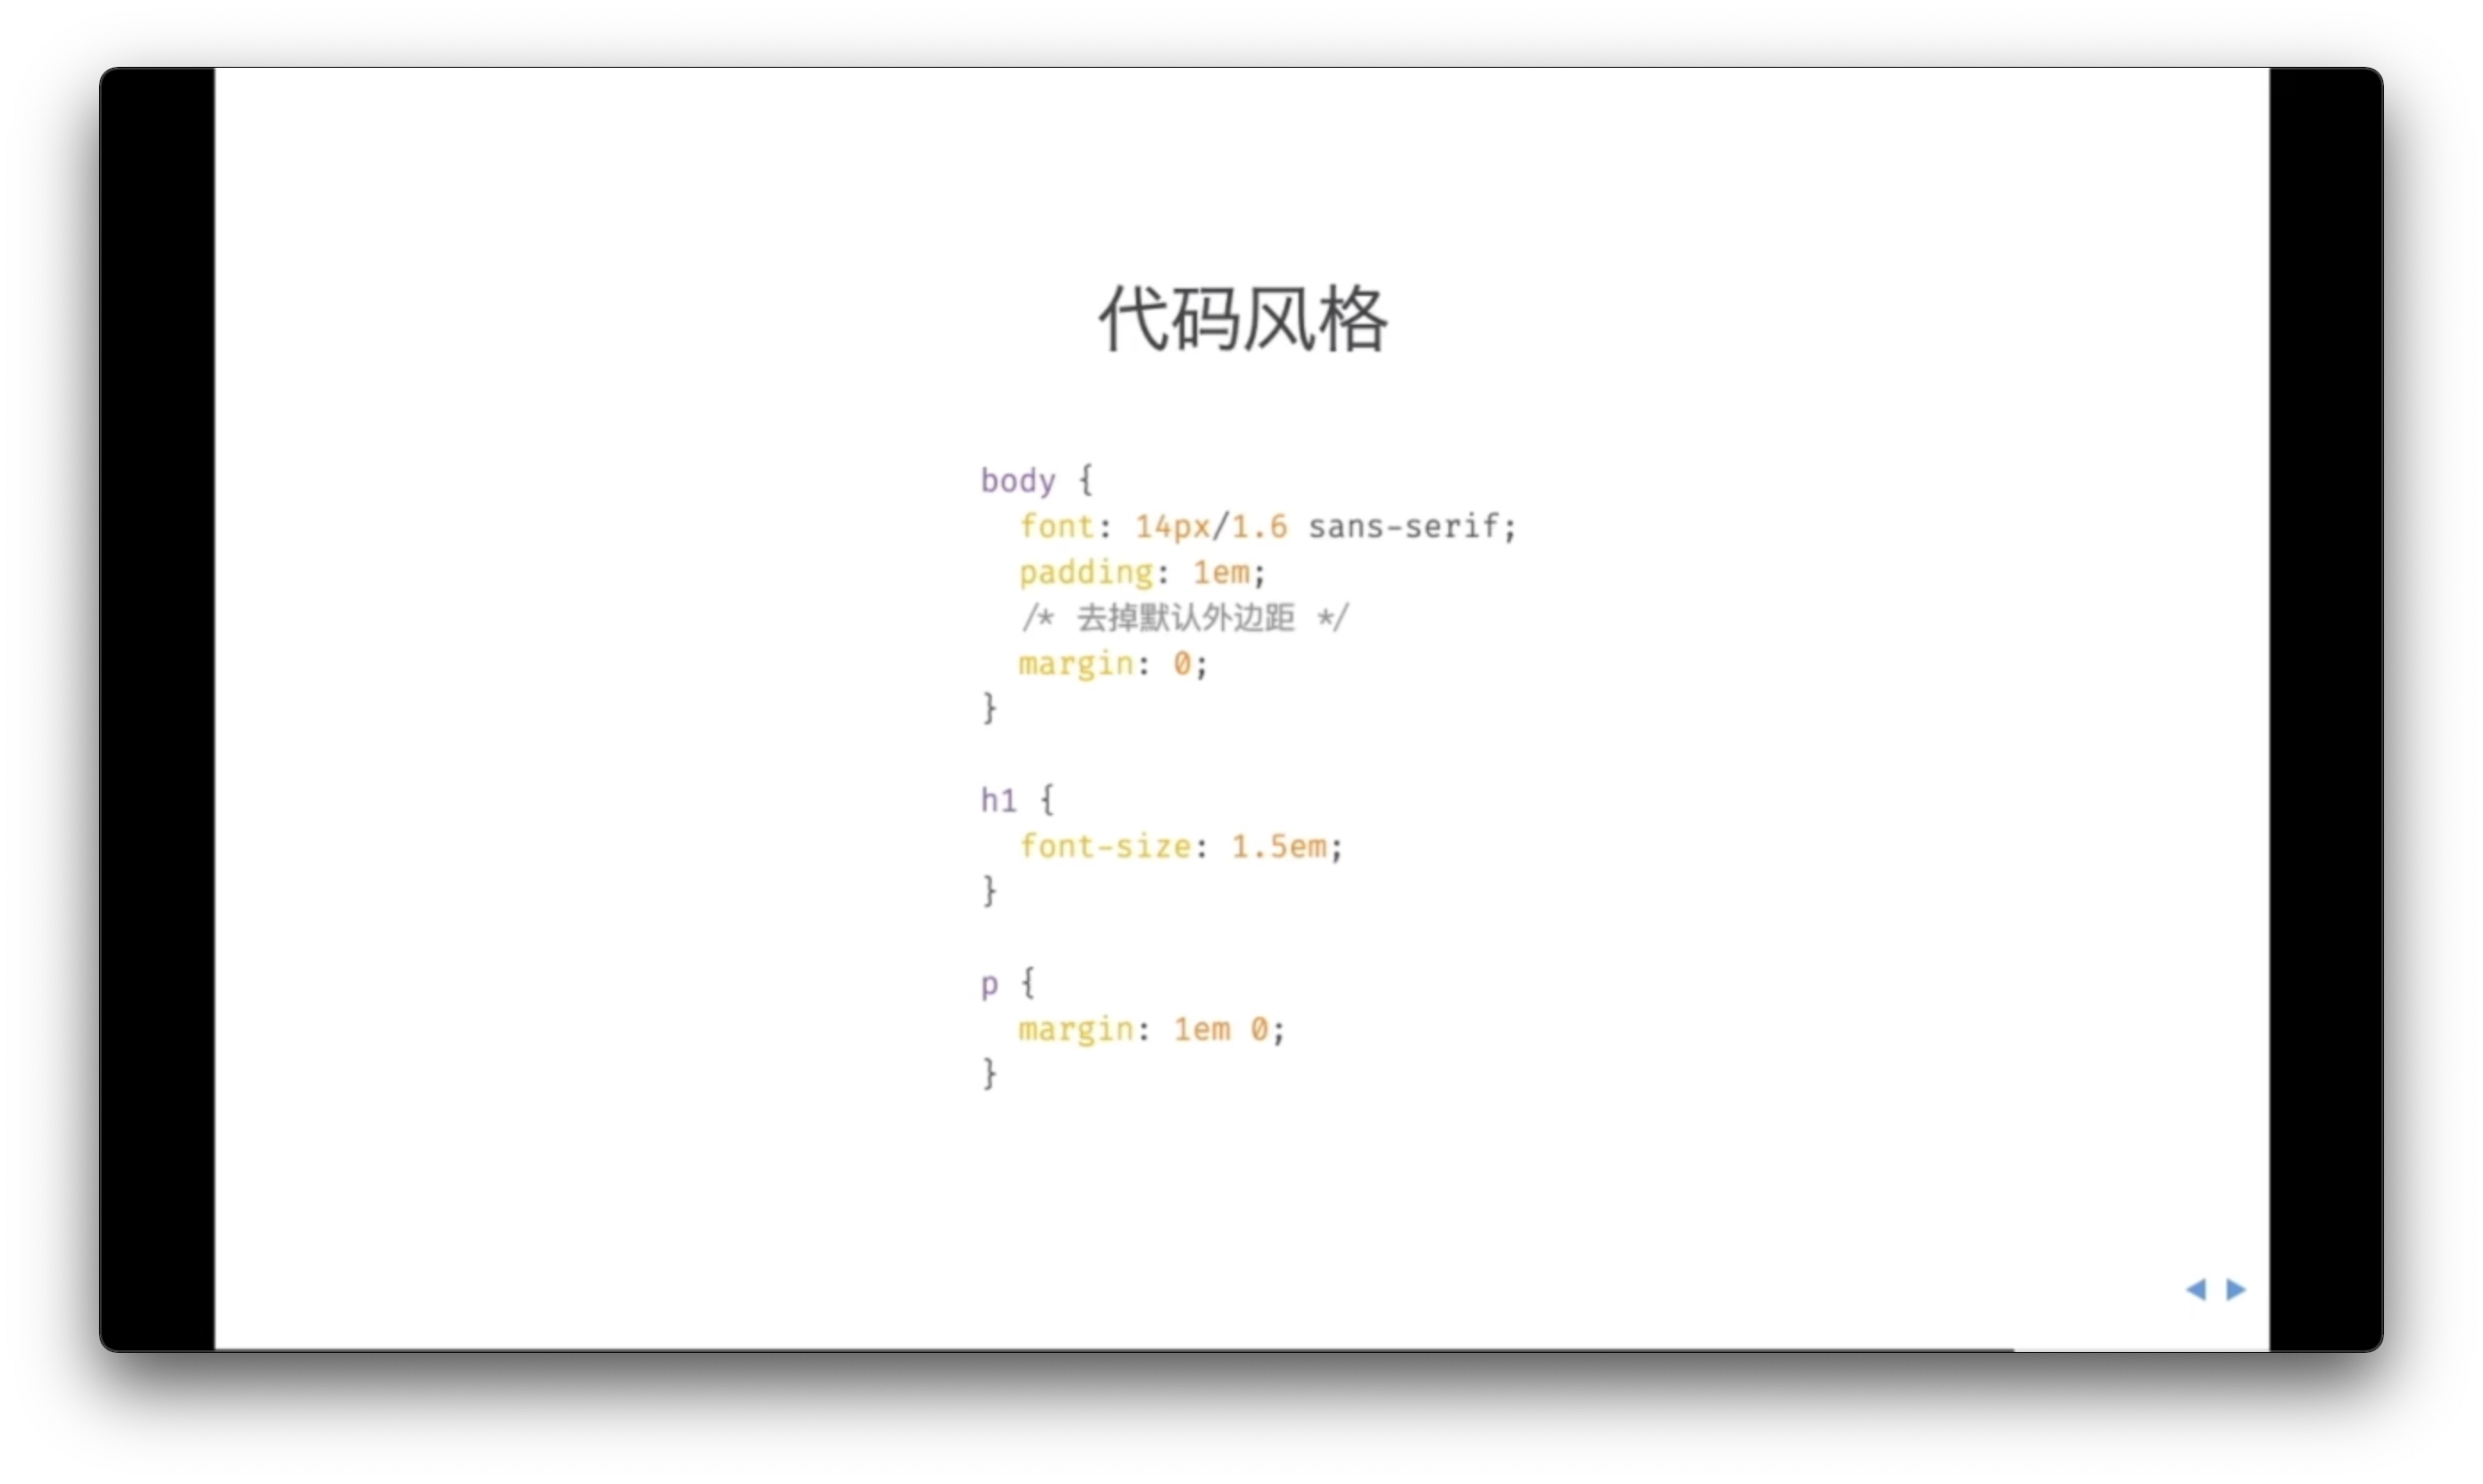 代码风格
body {
  font: 14px/1.6 sans-serif;
  padding: 1em;
  /* 去掉默认外边距 */
  margin: 0;
}
h1 {
  font-size: 1.5em;
}
p {
  margin: 1em 0;
}